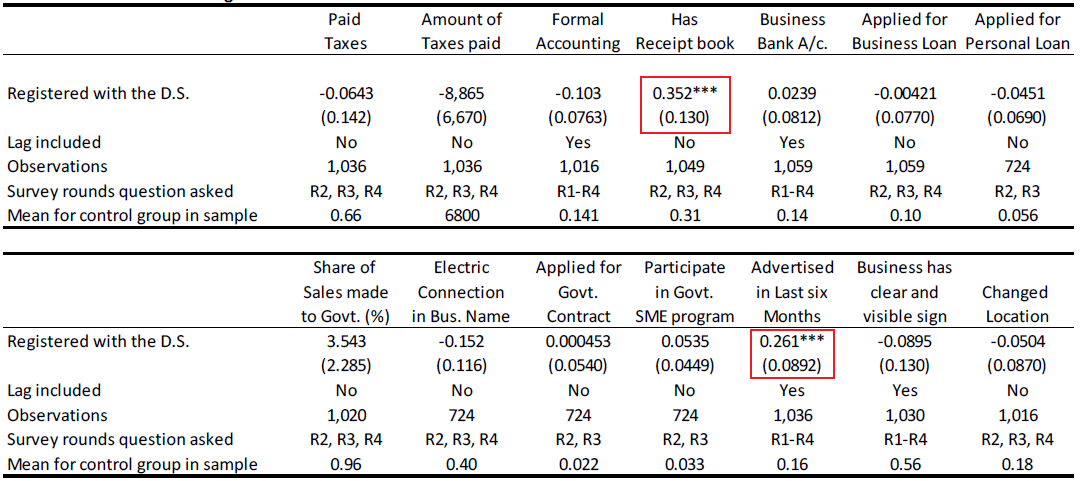 Paid Amount of Formal Has Business Applied for Applied for
Taxes Taxes paid Accounting Receipt book Bank A/c. Business Loan Personal Loan
Registered with the D.S. -0.0643 -8,865 -0.103 0.352*** 0.0239 -0.00421 -0.0451
(0.142) (6,670) (0.0763) (0.130) (0.0812) (0.0770) (0.0690)
Lag included No No Yes No Yes No No
Observations 1,036 1,036 1,016 1,049 1,059 1,059 724
Survey rounds question asked R2, R3, R4 R2, R3, R4 R1-R4 R2, R3, R4 R1-R4 R2, R3, R4 R2, R3
Mean for control group in sample 0.66 6800 0.141 0.31 0.14 0.10 0.056
Share of Electric Applied for Participate Advertised Business has
Sales made Connection Govt. in Govt. in Last six clear and Changed
to Govt. (%) in Bus. Name Contract SME program Months visible sign Location
Registered with the D.S. 3.543 -0.152 0.000453 0.0535 0.261*** -0.0895 -0.0504
(2.285) (0.116) (0.0540) (0.0449) (0.0892) (0.130) (0.0870)
Lag included No No No No Yes Yes No
Observations 1,020 724 724 724 1,036 1,030 1,016
Survey rounds question asked R2, R3, R4 R2, R3, R4 R2, R3 R2, R3 R1-R4 R1-R4 R2, R3, R4
Mean for control group in sample 0.96 0.40 0.022 0.033 0.16 0.56 0.18